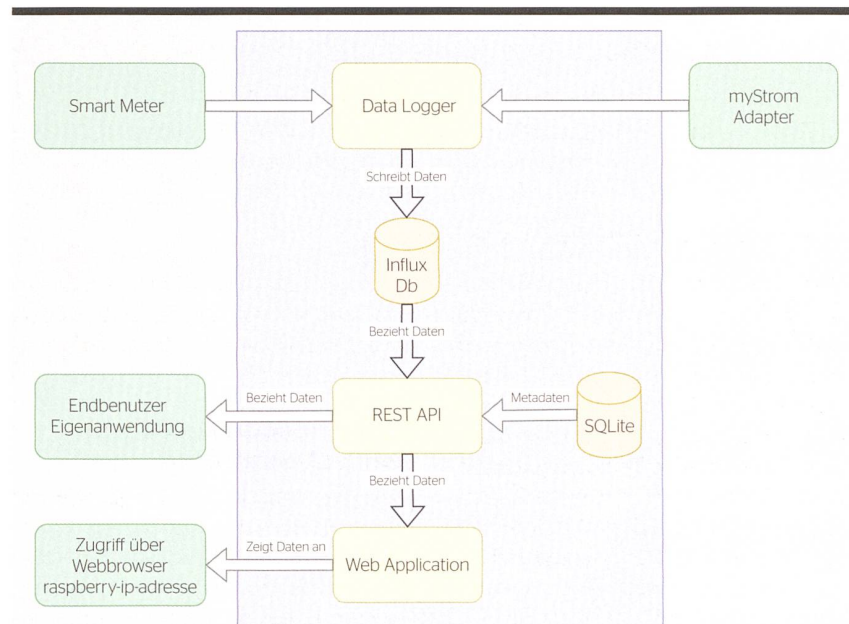 Smart Meter
Data Logger
myStrom
Adapter
Schreibt Daten
Influx
Db
Bezieht Daten
Endbenutzer
Eigenanwendung
Bezieht Daten
REST API
Metadaten
SQLite
Bezieht Daten
Zugriff über
Webbrowser
raspberry-ip-adresse
Zeigt Daten an
Web Application